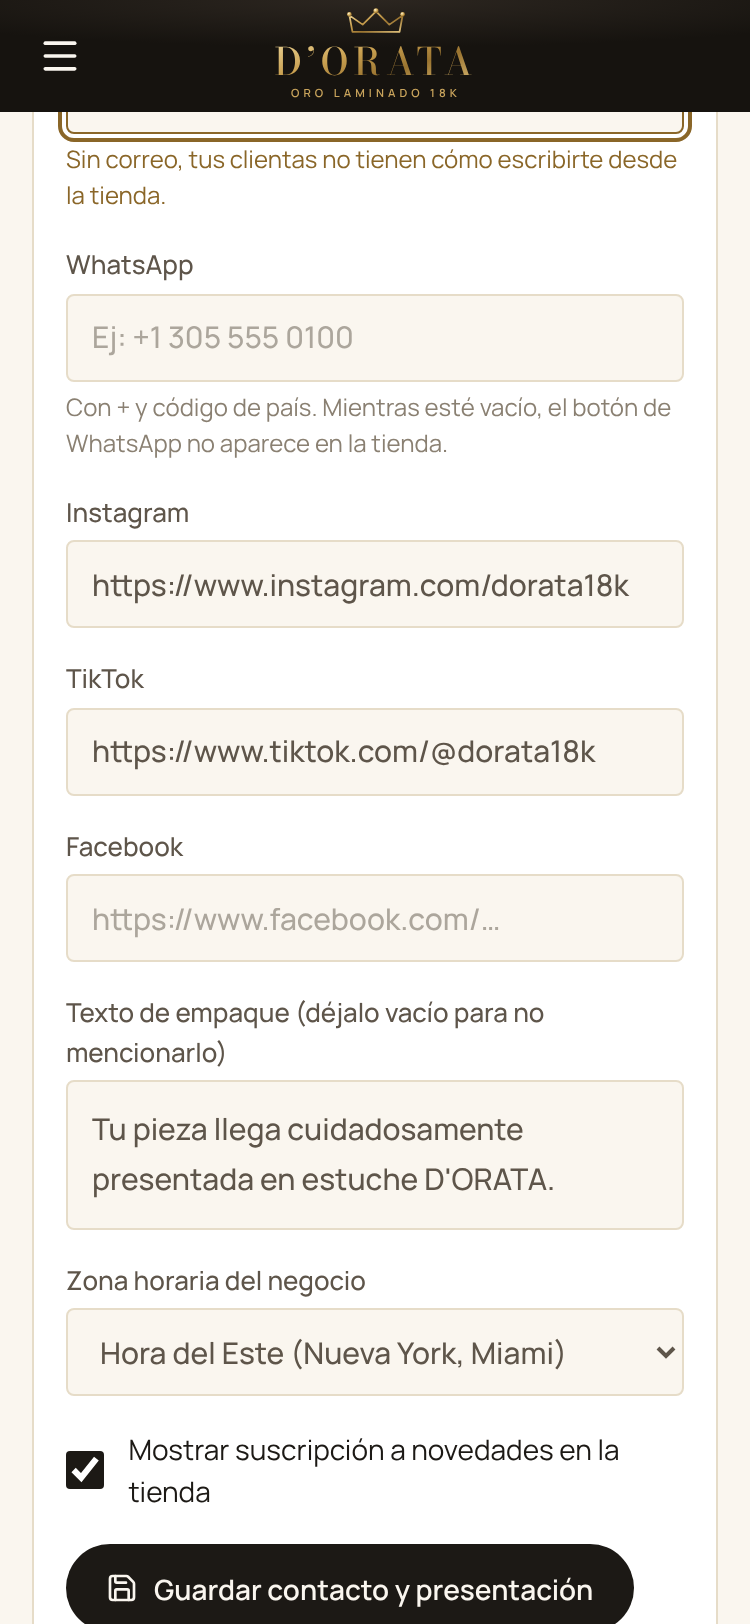 D'ORATA
ORO LAMINADO 18K
Sin correo, tus clientas no tienen cómo escribirte desde
la tienda.
WhatsApp
Ej: +1 305 555 0100
Con + y código de país. Mientras esté vacío, el botón de
WhatsApp no aparece en la tienda.
Instagram
https://www.instagram.com/dorata18k
TikTok
https://www.tiktok.com/@dorata18k
Facebook
https://www.facebook.com/...
Texto de empaque (déjalo vacío para no
mencionarlo)
Tu pieza llega cuidadosamente
presentada en estuche D'ORATA.
Zona horaria del negocio
Hora del Este (Nueva York, Miami)
Mostrar suscripción a novedades en la
tienda
Guardar contacto y presentación